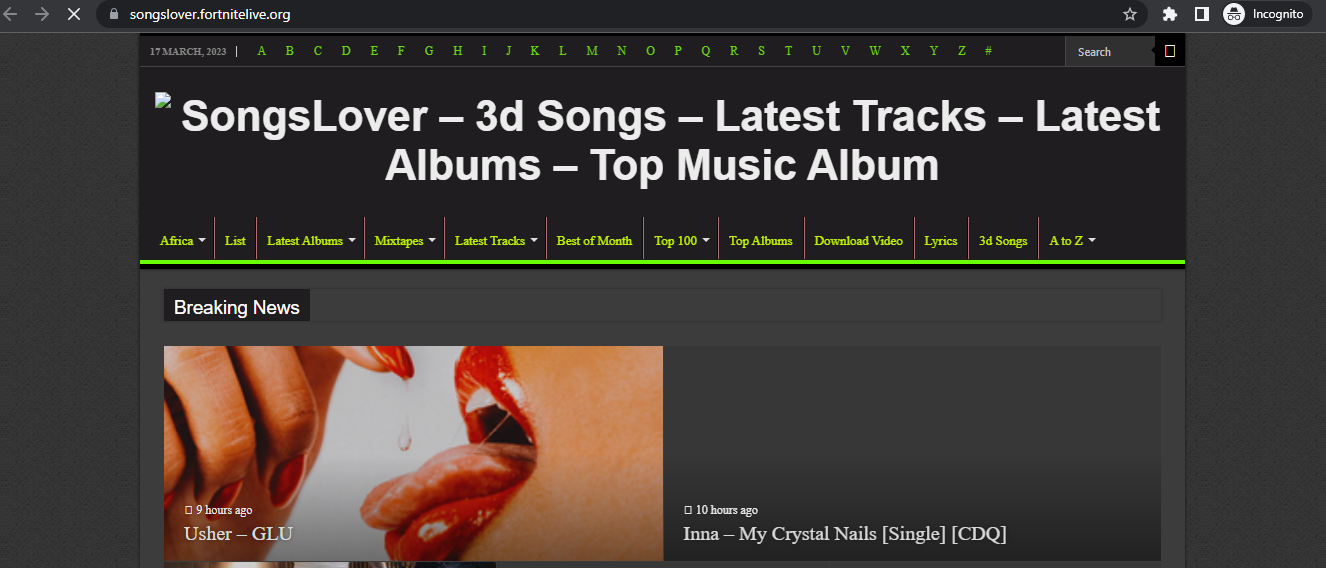 songslover.fortnitelive.org
Incognito
17 MARCH, 2023 | A B C D E F G H I J K L M N O P Q R S T U V W X Y Z #
Search
SongsLover – 3d Songs – Latest Tracks – Latest
Albums – Top Music Album
Africa List Latest Albums Mixtapes Latest Tracks Best of Month Top 100 Top Albums Download Video Lyrics 3d Songs A to Z
Breaking News
9 hours ago
Usher – GLU
10 hours ago
Inna – My Crystal Nails [Single] [CDQ]